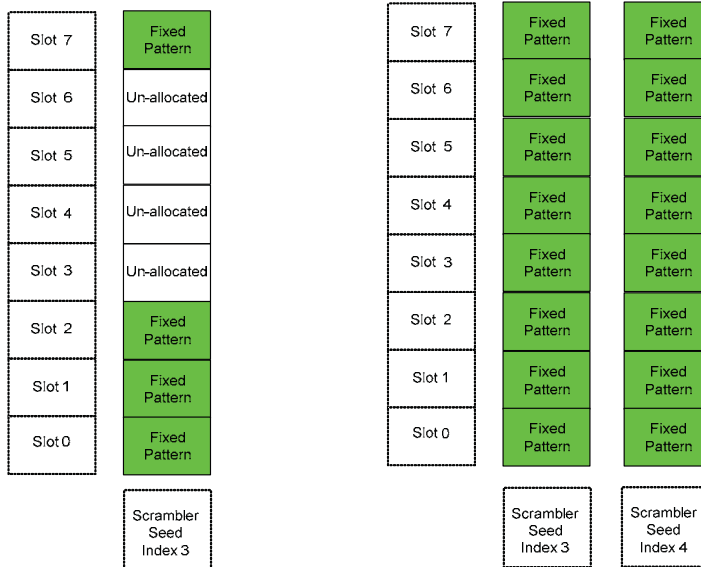 Slot 7
Fixed
Pattern
Slot 6
Un-allocated
Slot 5
Un-allocated
Slot 4
Un-allocated
Slot 3
Un-allocated
Slot 2
Fixed
Pattern
Slot 1
Fixed
Pattern
Slot 0
Fixed
Pattern
Scrambler
Seed
Index 3
Slot 7
Fixed
Pattern
Fixed
Pattern
Slot 6
Fixed
Pattern
Fixed
Pattern
Slot 5
Fixed
Pattern
Fixed
Pattern
Slot 4
Fixed
Pattern
Fixed
Pattern
Slot 3
Fixed
Pattern
Fixed
Pattern
Slot 2
Fixed
Pattern
Fixed
Pattern
Slot 1
Fixed
Pattern
Fixed
Pattern
Slot 0
Fixed
Pattern
Fixed
Pattern
Scrambler
Seed
Index 3
Scrambler
Seed
Index 4